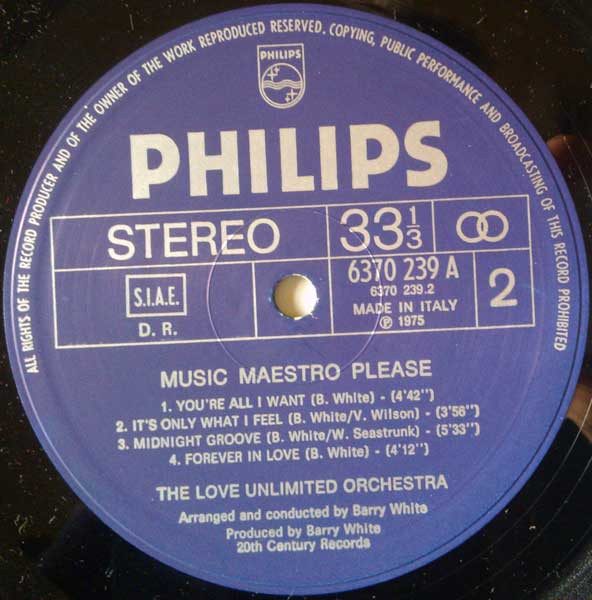 ALL RIGHTS OF THE RECORD PRODUCER AND OF THE OWNER OF THE WORK REPRODUCED RESERVED. COPYING, PUBLIC PERFORMANCE AND BROADCASTING OF THIS RECORD PROHIBITED
PHILIPS
PHILIPS
STEREO 33 1/3
S.I.A.E.
D. R.
6370 239 A
6370 239.2
MADE IN ITALY
℗ 1975
2
MUSIC MAESTRO PLEASE
1. YOU'RE ALL I WANT (B. White) - (4'42")
2. IT'S ONLY WHAT I FEEL (B. White/V. Wilson) - (3'56")
3. MIDNIGHT GROOVE (B. White/W. Seastrunk) - (5'33")
4. FOREVER IN LOVE (B. White) - (4'12")
THE LOVE UNLIMITED ORCHESTRA
Arranged and conducted by Barry White
Produced by Barry White
20th Century Records